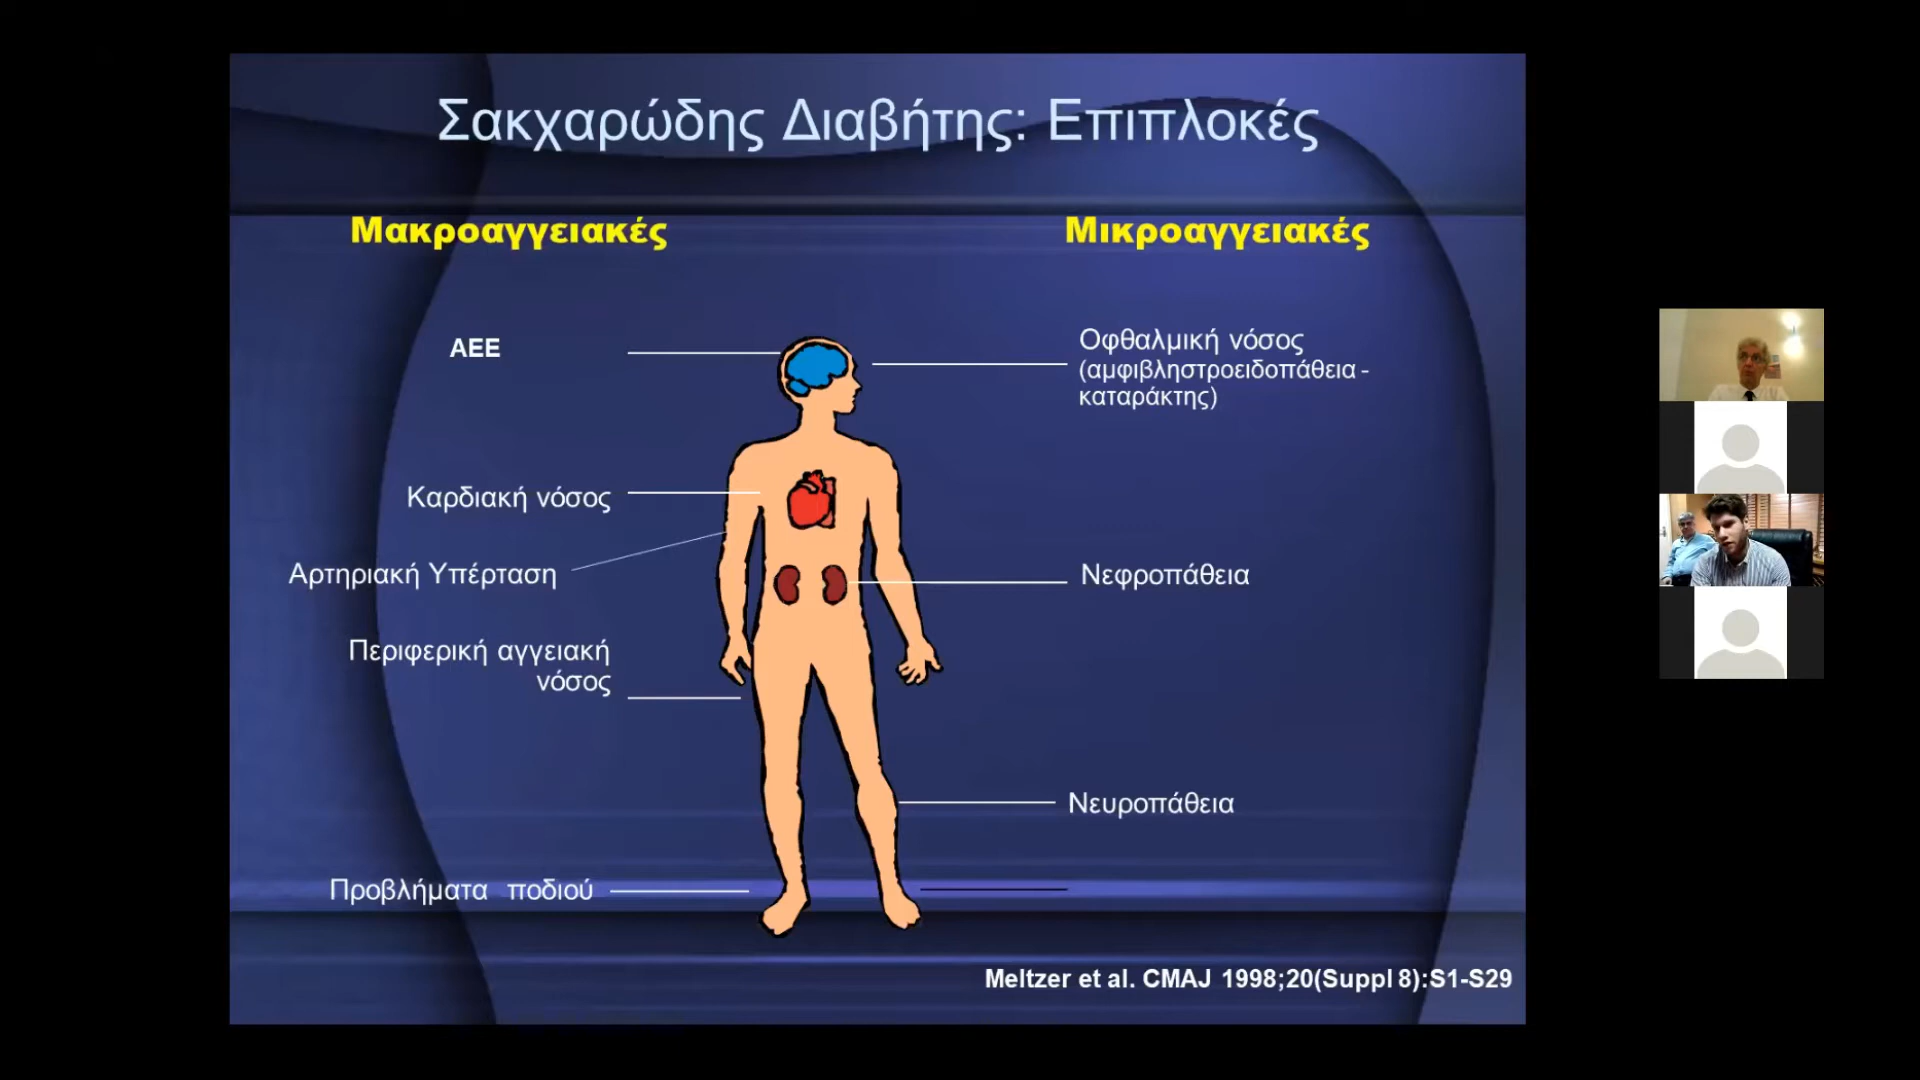 Σακχαρώδης Διαβήτης: Επιπλοκές
Μακροαγγειακές
Μικροαγγειακές
ΑΕΕ
Οφθαλμική νόσος
(αμφιβληστροειδοπάθεια -
καταράκτης)
Καρδιακή νόσος
Αρτηριακή Υπέρταση
Νεφροπάθεια
Περιφερική αγγειακή
νόσος
Νευροπάθεια
Προβλήματα ποδιού
Meltzer et al. CMAJ 1998;20(Suppl 8):S1-S29